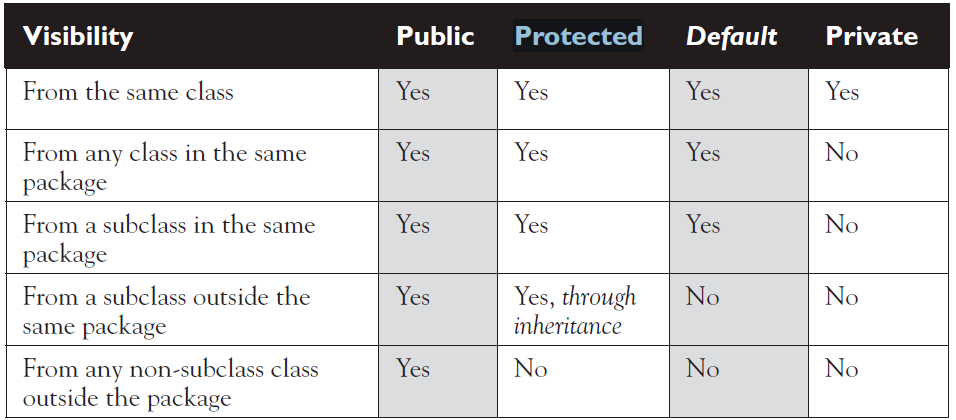 Visibility Public Protected Default Private
From the same class Yes Yes Yes Yes
From any class in the same Yes Yes Yes No
package
From a subclass in the same Yes Yes Yes No
package
From a subclass outside the Yes Yes, through No No
same package inheritance
From any non-subclass class Yes No No No
outside the package